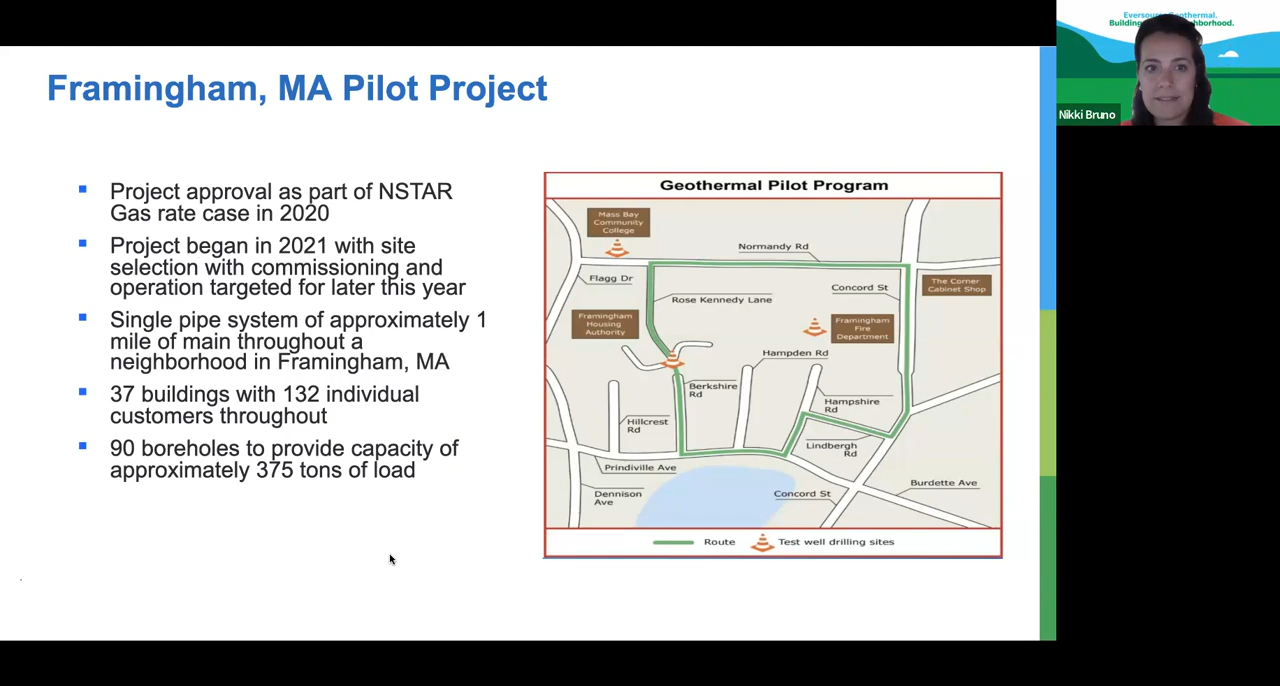 Framingham, MA Pilot Project
Project approval as part of NSTAR
Gas rate case in 2020
Project began in 2021 with site
selection with commissioning and
operation targeted for later this year
Single pipe system of approximately 1
mile of main throughout a
neighborhood in Framingham, MA
37 buildings with 132 individual
customers throughout
90 boreholes to provide capacity of
approximately 375 tons of load
Geothermal Pilot Program
Mass Bay
Community
College
Normandy Rd
Flagg Dr
Rose Kennedy Lane
Concord St
The Corner
Cabinet Shop
Framingham
Housing
Authority
Framingham
Fire
Department
Hampden Rd
Berkshire
Rd
Hampshire
Rd
Hillcrest
Rd
Lindbergh
Rd
Prindiville Ave
Dennison
Ave
Concord St
Burdette Ave
Route
Test well drilling sites
Nikki Bruno